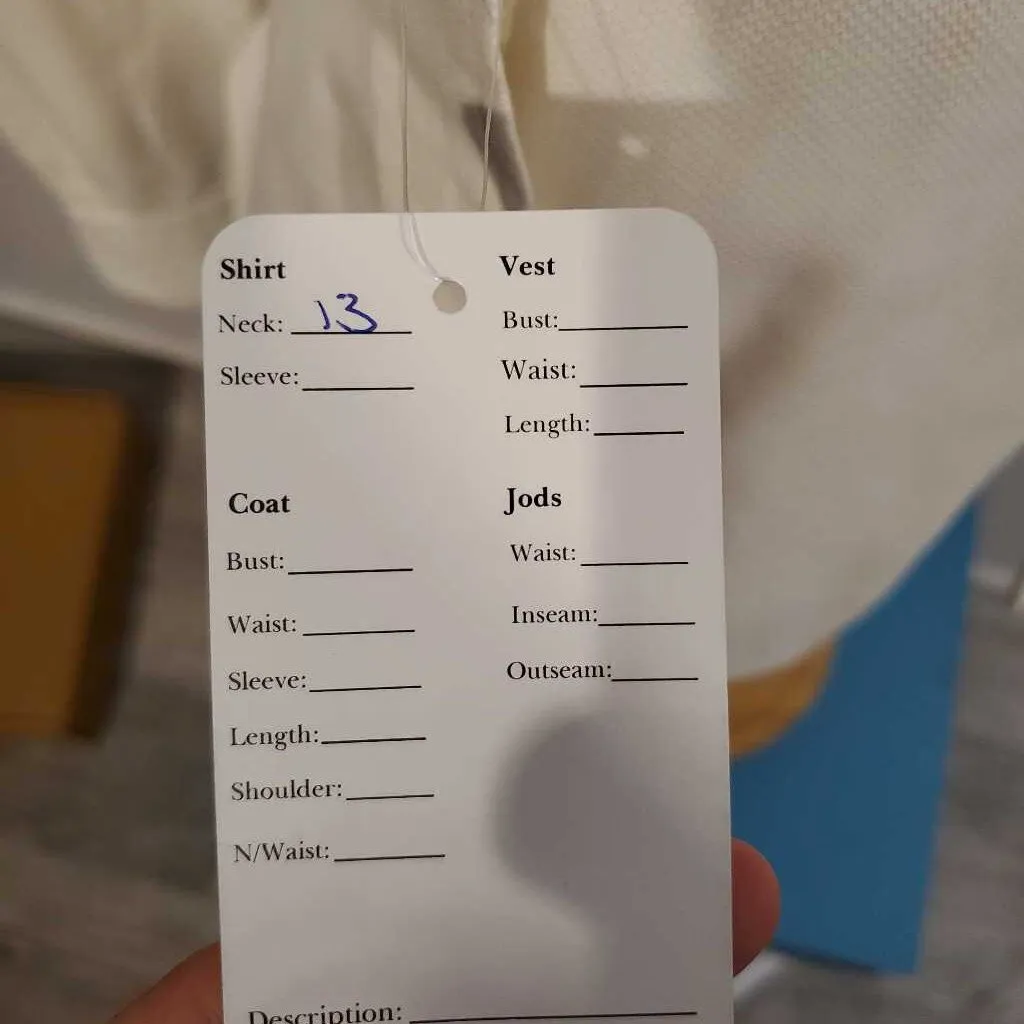 Shirt
Neck: 13
Sleeve:
Vest
Bust:
Waist:
Length:
Coat
Bust:
Waist:
Sleeve:
Length:
Shoulder:
N/Waist:
Jods
Waist:
Inseam:
Outseam:
Description: